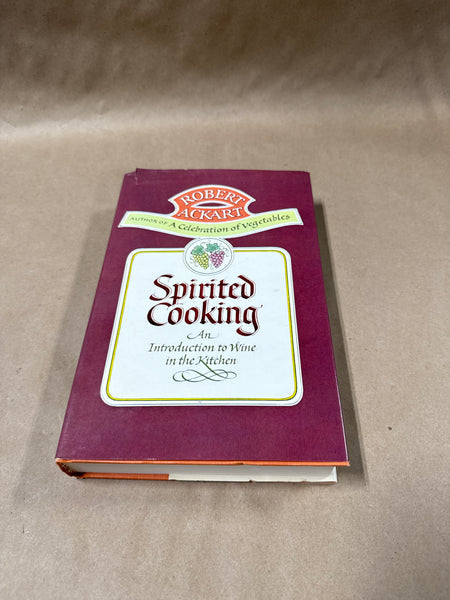 ROBERT
ACKART
AUTHOR OF A Celebration of Vegetables
Spirited
Cooking
An
Introduction to Wine
in the Kitchen